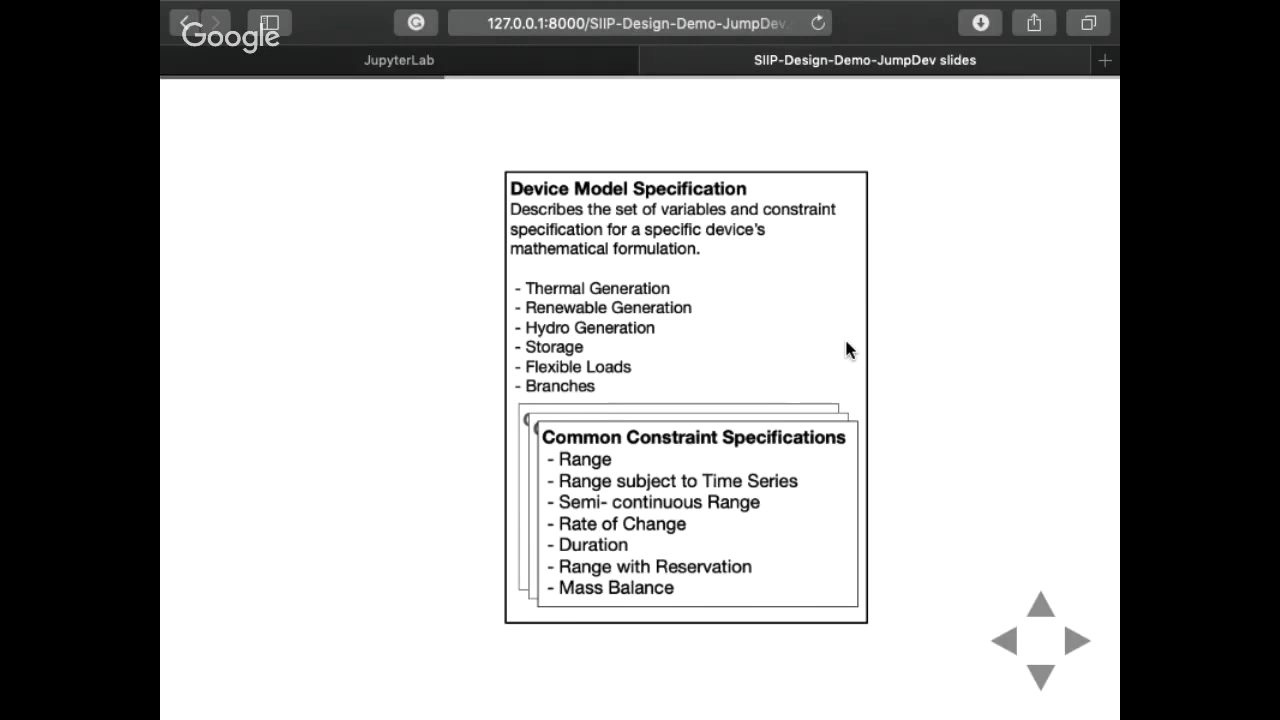 Google
127.0.0.1:8000/SIIP-Design-Demo-JumpDev.
JupyterLab
SIIP-Design-Demo-JumpDev slides
Device Model Specification
Describes the set of variables and constraint
specification for a specific device's
mathematical formulation.
- Thermal Generation
- Renewable Generation
- Hydro Generation
- Storage
- Flexible Loads
- Branches
Common Constraint Specifications
- Range
- Range subject to Time Series
- Semi- continuous Range
- Rate of Change
- Duration
- Range with Reservation
- Mass Balance